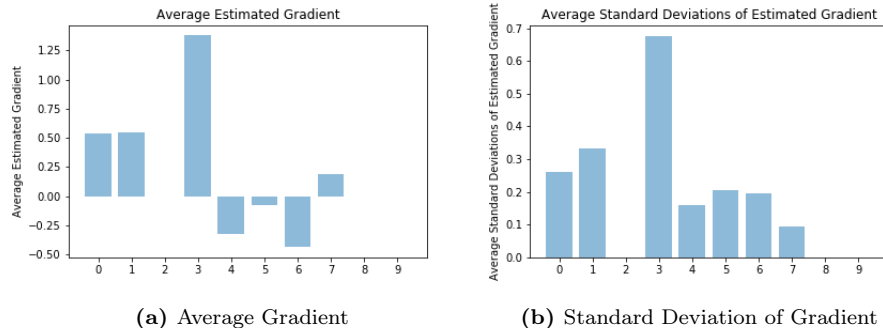 Average Estimated Gradient
Average Estimated Gradient
1.25
1.00
0.75
0.50
0.25
0.00
−0.25
−0.50
0 1 2 3 4 5 6 7 8 9
(a) Average Gradient
Average Standard Deviations of Estimated Gradient
Average Standard Deviations of Estimated Gradient
0.7
0.6
0.5
0.4
0.3
0.2
0.1
0.0
0 1 2 3 4 5 6 7 8 9
(b) Standard Deviation of Gradient